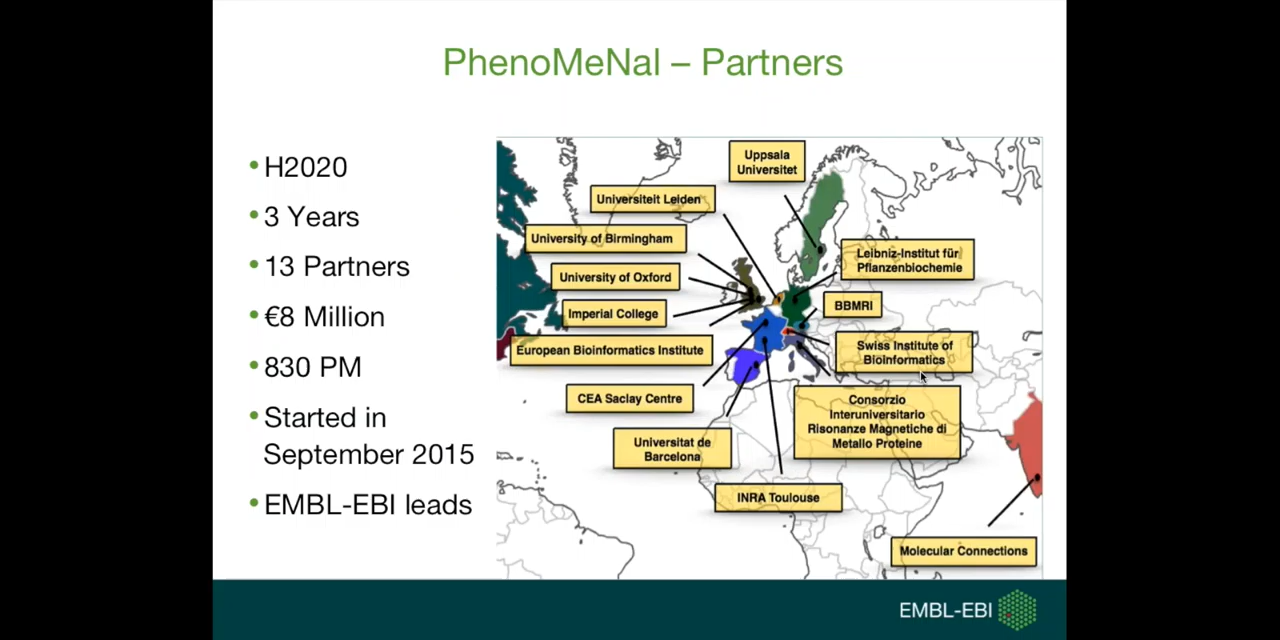 PhenoMeNal – Partners
•H2020
•3 Years
•13 Partners
•€8 Million
•830 PM
•Started in
September 2015
•EMBL-EBI leads
Uppsala
Universitet
Universiteit Leiden
University of Birmingham
University of Oxford
Imperial College
European Bioinformatics Institute
CEA Saclay Centre
Universitat de
Barcelona
INRA Toulouse
Leibniz-Institut für
Pflanzenbiochemie
BBMRI
Swiss Institute of
Bioinformatics
Consorzio
Interuniversitario
Risonanze Magnetiche di
Metallo Proteine
Molecular Connections
EMBL-EBI